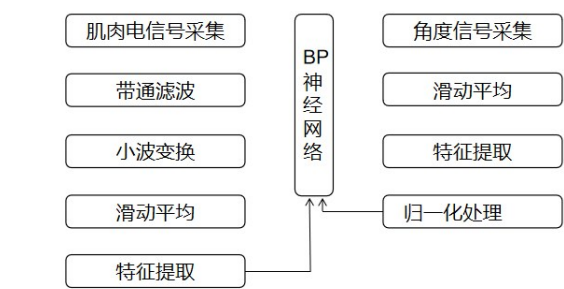 肌肉电信号采集
带通滤波
小波变换
滑动平均
特征提取
BP
神
经
网
络
角度信号采集
滑动平均
特征提取
归一化处理